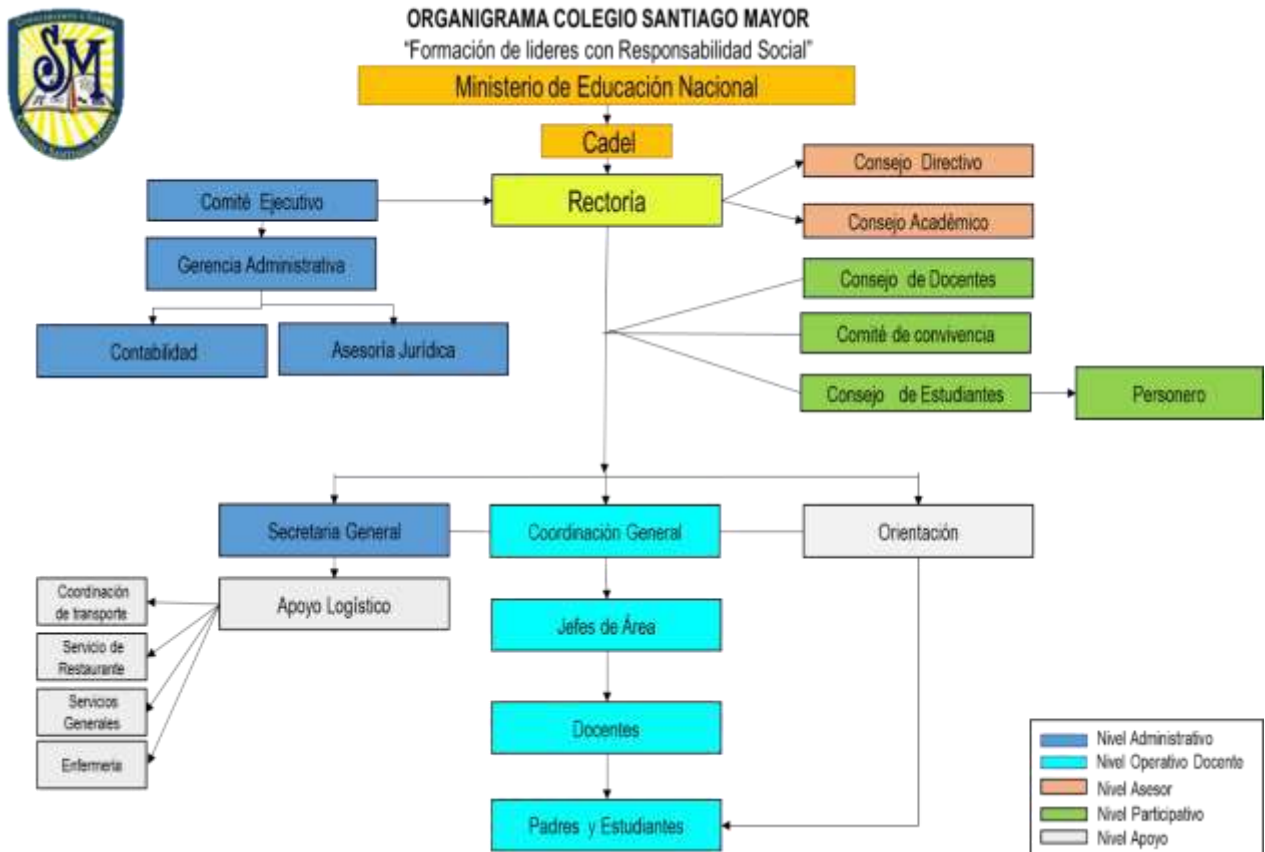 ORGANIGRAMA COLEGIO SANTIAGO MAYOR
"Formación de lideres con Responsabilidad Social"
SM
Ministerio de Educación Nacional
Cadel
Consejo Directivo
Comité Ejecutivo
Rectoría
Consejo Académico
Gerencia Administrativa
Consejo de Docentes
Contabilidad
Asesoría Jurídica
Comité de convivencia
Consejo de Estudiantes
Personero
Secretaria General
Coordinación General
Orientación
Coordinación
de transporte
Apoyo Logístico
Jefes de Área
Servicio de
Restaurante
Servicios
Generales
Docentes
Enfermería
Padres y Estudiantes
Nivel Administrativo
Nivel Operativo Docente
Nivel Asesor
Nivel Participativo
Nivel Apoyo